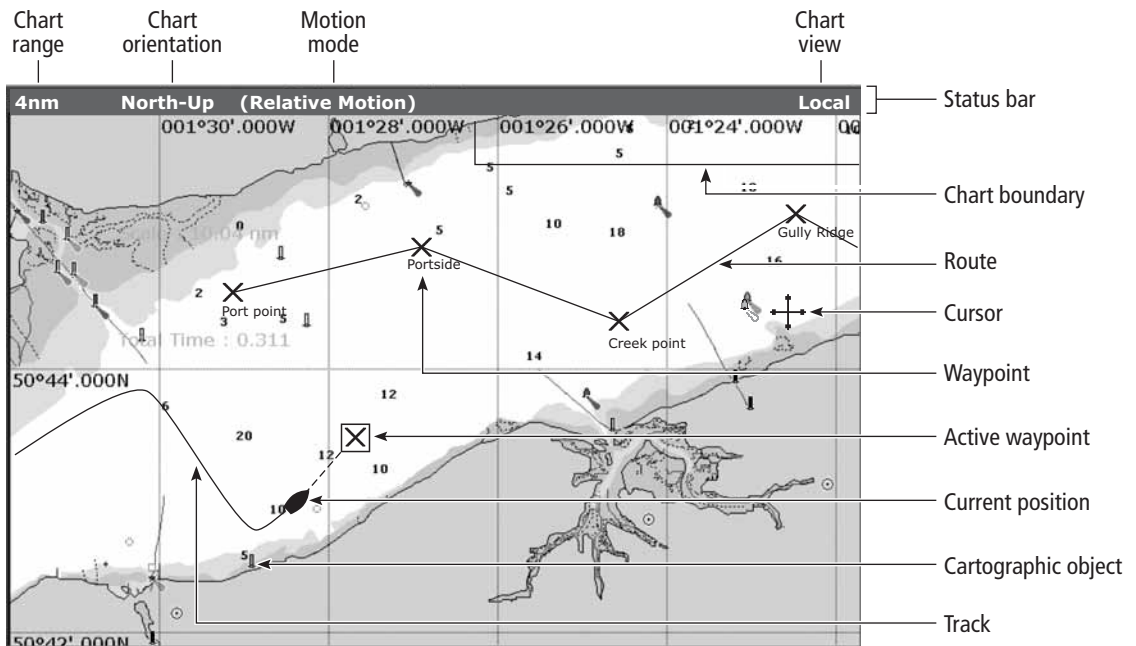 Chart range
Chart orientation
Motion mode
Chart view
4nm North-Up (Relative Motion) Local
Status bar
001°30'.000W 001°28'.000W 001°26'.000W 001°24'.000W 00
5
5
Chart boundary
5
2
10
18
5
0
Gully Ridge
Route
16
10.04 nm
Portside
2
Port point
Cursor
3
5
Creek point
Total Time : 0.311
14
Waypoint
50°44'.000N
12
6
20
Active waypoint
12
10
10
Current position
5
Cartographic object
Track
50°42'.000N